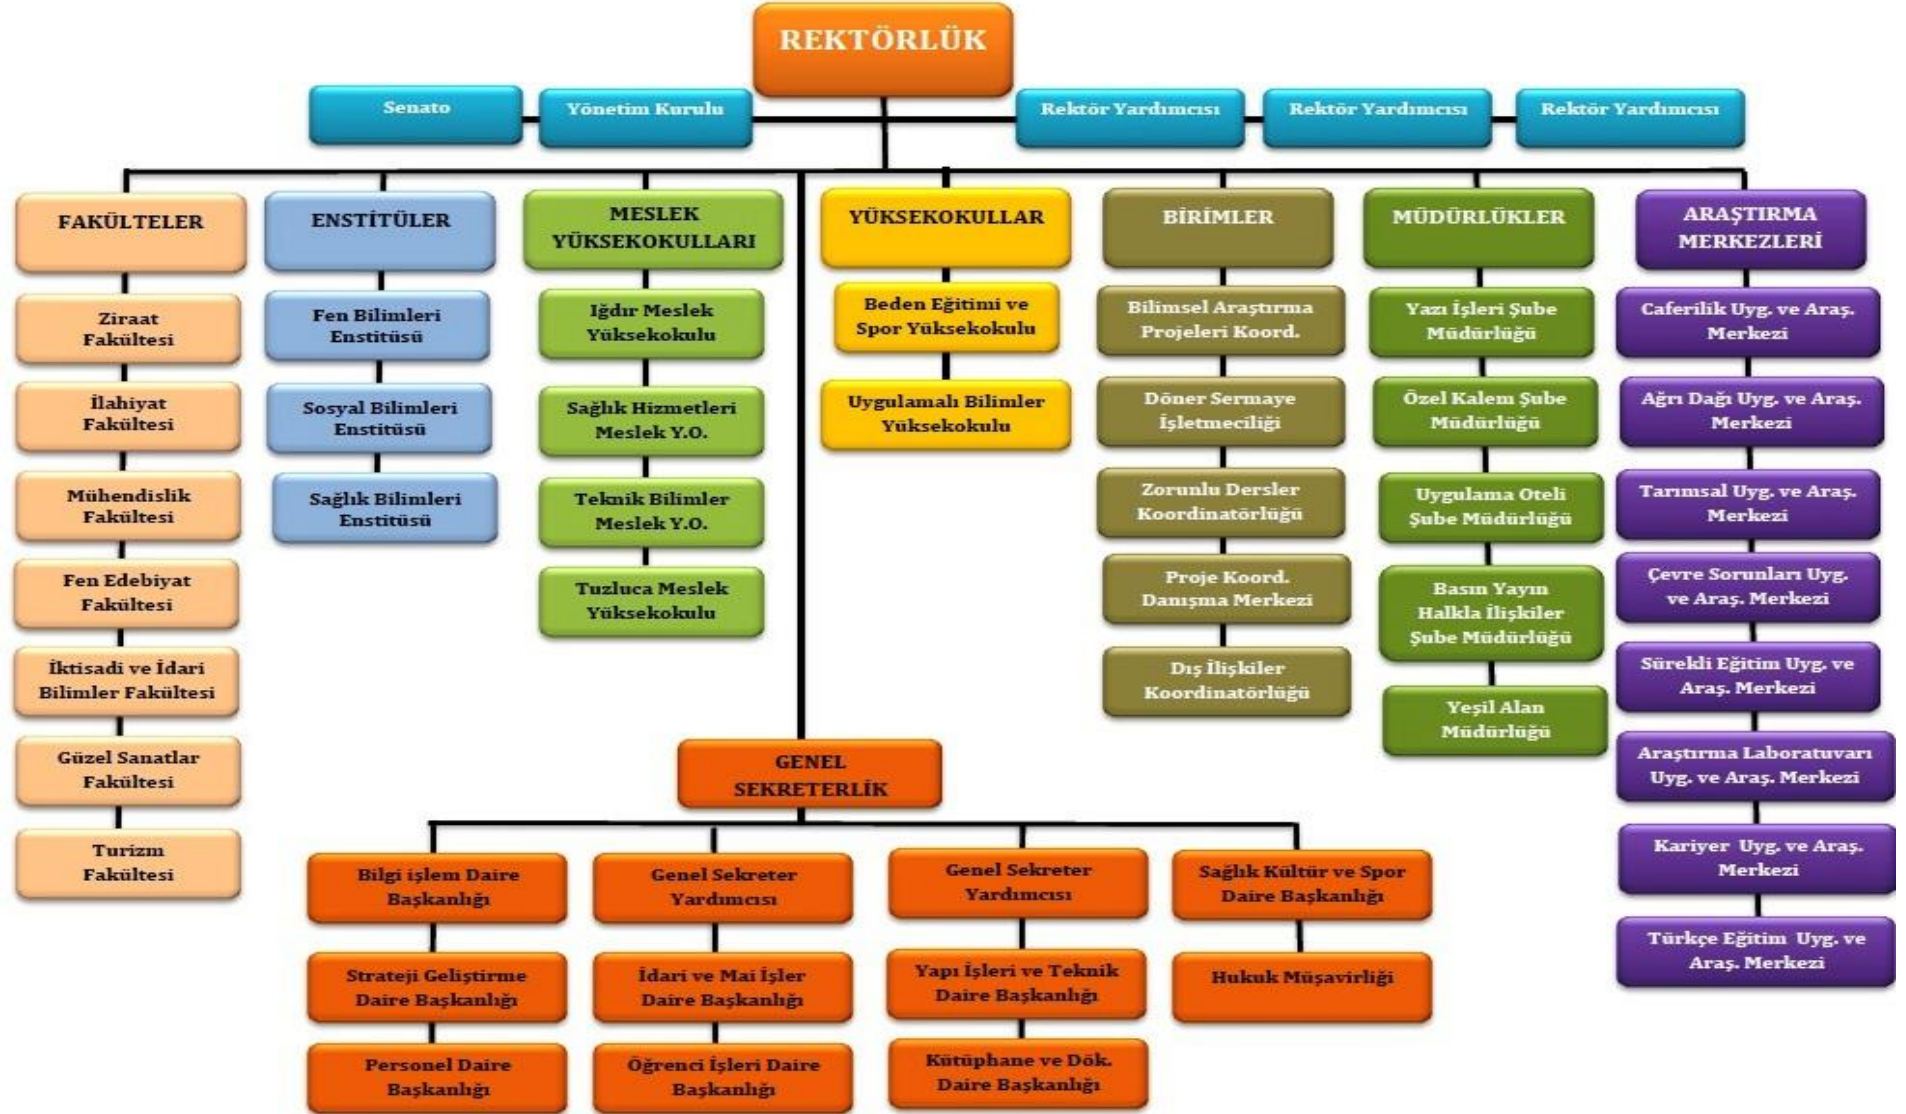 REKTÖRLÜK
Senato
Yönetim Kurulu
Rektör Yardımcısı
Rektör Yardımcısı
Rektör Yardımcısı
FAKÜLTELER
Ziraat
Fakültesi
İlahiyat
Fakültesi
Mühendislik
Fakültesi
Fen Edebiyat
Fakültesi
İktisadi ve İdari
Bilimler Fakültesi
Güzel Sanatlar
Fakültesi
Turizm
Fakültesi
ENSTİTÜLER
Fen Bilimleri
Enstitüsü
Sosyal Bilimleri
Enstitüsü
Sağlık Bilimleri
Enstitüsü
MESLEK
YÜKSEKOKULLARI
Iğdır Meslek
Yüksekokulu
Sağlık Hizmetleri
Meslek Y.O.
Teknik Bilimler
Meslek Y.O.
Tuzluca Meslek
Yüksekokulu
YÜKSEKOKULLAR
Beden Eğitimi ve
Spor Yüksekokulu
Uygulamalı Bilimler
Yüksekokulu
BİRİMLER
Bilimsel Araştırma
Projeleri Koord.
Döner Sermaye
İşletmeciliği
Zorunlu Dersler
Koordinatörlüğü
Proje Koord.
Danışma Merkezi
Dış İlişkiler
Koordinatörlüğü
MÜDÜRLÜKLER
Yazı İşleri Şube
Müdürlüğü
Özel Kalem Şube
Müdürlüğü
Uygulama Oteli
Şube Müdürlüğü
Basın Yayın
Halkla İlişkiler
Şube Müdürlüğü
Yeşil Alan
Müdürlüğü
ARAŞTIRMA
MERKEZLERİ
Caferilik Uyg. ve Araş.
Merkezi
Ağrı Dağı Uyg. ve Araş.
Merkezi
Tarımsal Uyg. ve Araş.
Merkezi
Çevre Sorunları Uyg.
ve Araş. Merkezi
Sürekli Eğitim Uyg. ve
Araş. Merkezi
Araştırma Laboratuvarı
Uyg. ve Araş. Merkezi
Kariyer Uyg. ve Araş.
Merkezi
Türkçe Eğitim Uyg. ve
Araş. Merkezi
GENEL
SEKRETERLİK
Bilgi işlem Daire
Başkanlığı
Strateji Geliştirme
Daire Başkanlığı
Personel Daire
Başkanlığı
Genel Sekreter
Yardımcısı
İdari ve Mai İşler
Daire Başkanlığı
Öğrenci İşleri Daire
Başkanlığı
Genel Sekreter
Yardımcısı
Yapı İşleri ve Teknik
Daire Başkanlığı
Kütüphane ve Dök.
Daire Başkanlığı
Sağlık Kültür ve Spor
Daire Başkanlığı
Hukuk Müşavirliği